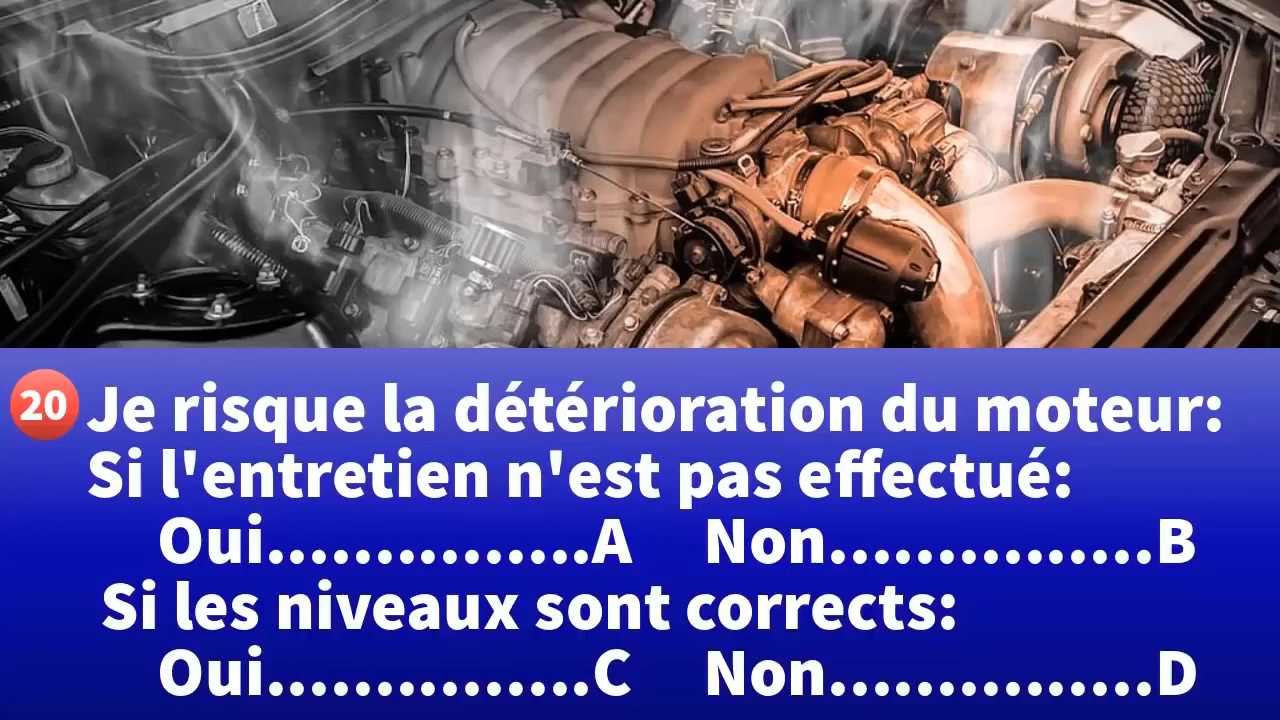 20 Je risque la détérioration du moteur:
Si l'entretien n'est pas effectué:
Oui...............A Non...............B
Si les niveaux sont corrects:
Oui...............C Non...............D